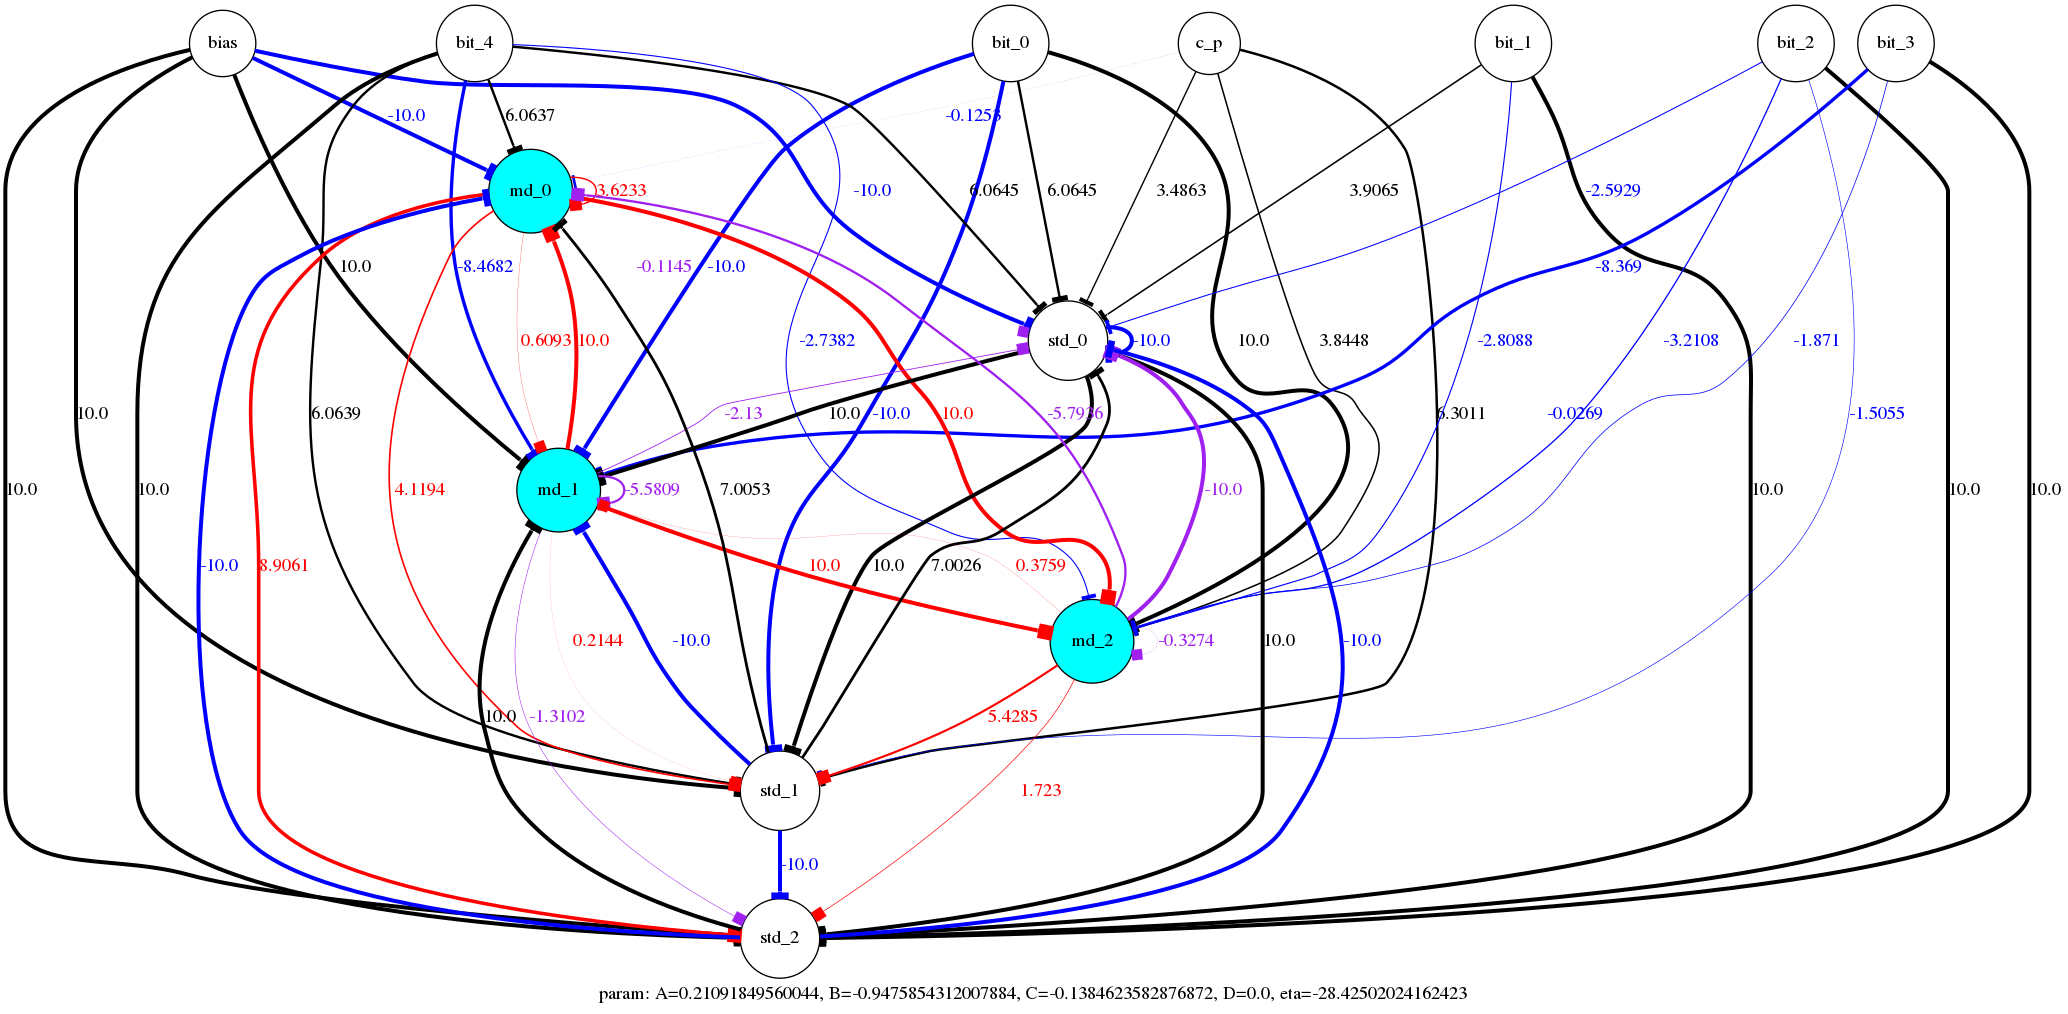 bias bit_4 bit_0 c_p bit_1 bit_2 bit_3
-10.0 6.0637 -0.1253
md_0 3.6233 -10.0 6.0645 6.0645 3.4863 3.9065 -2.5929
10.0 -8.4682 -0.1145 -10.0 -8.369
0.6093 10.0 -2.7382 std_0 -10.0 10.0 3.8448 -2.8088 -3.2108 -1.871
10.0 6.0639 -2.13 10.0 -10.0 10.0 -5.7936 6.3011 -0.0269 -1.5055
10.0 10.0 4.1194 md_1 -5.5809 7.0053 -10.0 10.0 10.0 10.0
-10.0 8.9061 10.0 10.0 7.0026 0.3759
0.2144 -10.0 md_2 -0.3274 10.0 -10.0
10.0 -1.3102 5.4285
std_1 1.723
-10.0
std_2
param: A=0.21091849560044, B=-0.9475854312007884, C=-0.1384623582876872, D=0.0, eta=-28.42502024162423